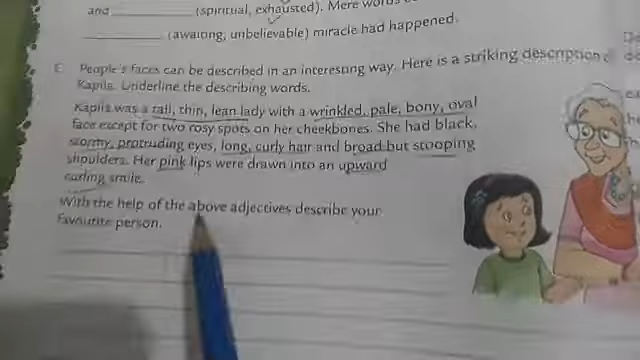 and __________ (spiritual, exhausted). Mere words
__________ (awaiting, unbelievable) miracle had happened.
E. People's faces can be described in an interesting way. Here is a striking description
Kapila. Underline the describing words.
Kapila was a tall, thin, lean lady with a wrinkled, pale, bony, oval
face except for two rosy spots on her cheekbones. She had black,
stormy, protruding eyes, long, curly hair and broad but stooping
shoulders. Her pink lips were drawn into an upward
curling smile.
With the help of the above adjectives describe your
favourite person.